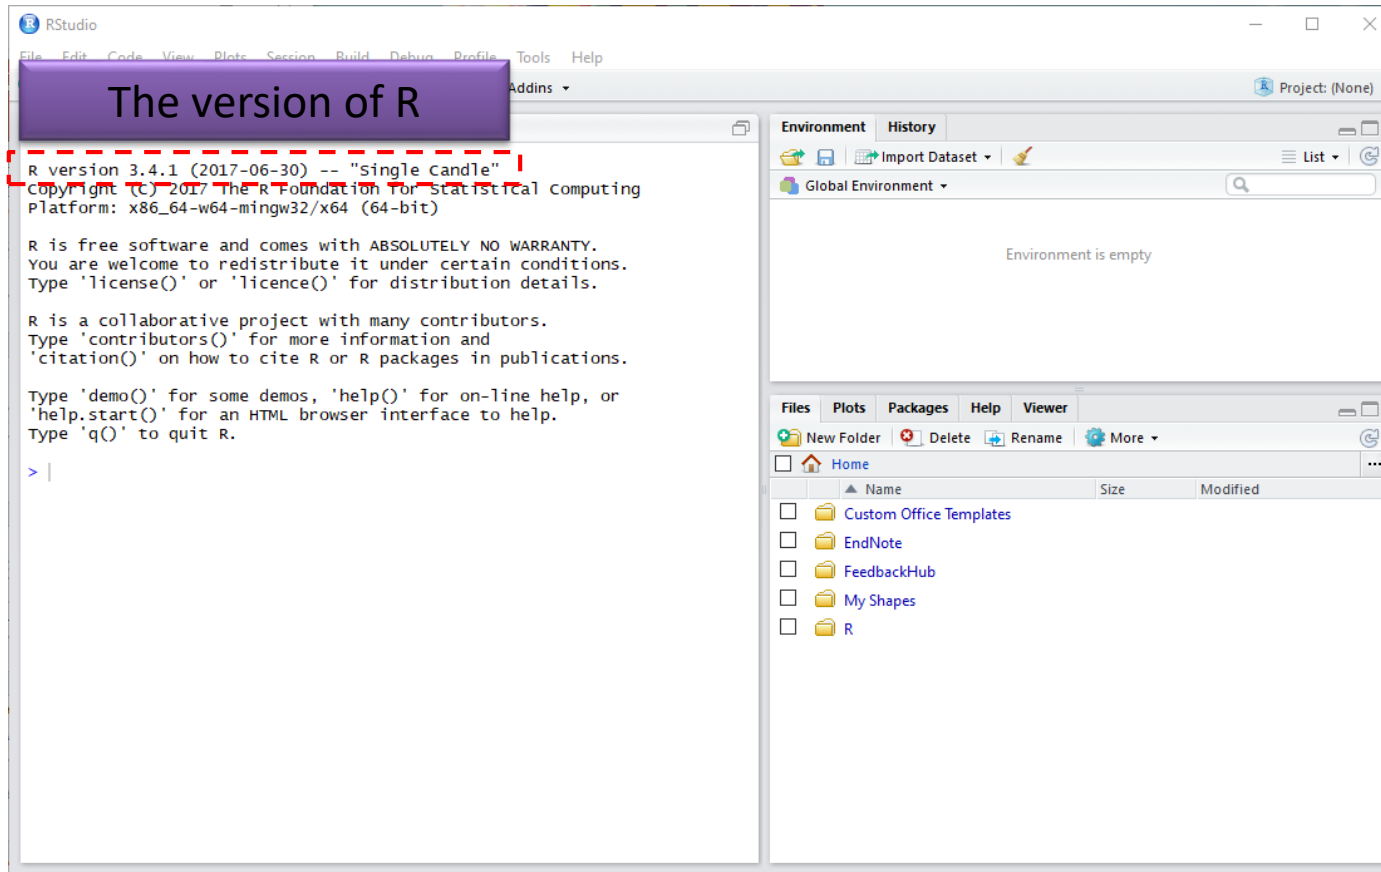 RStudio
File Edit Code View Plots Session Build Debug Profile Tools Help
The version of R
Addins
Project: (None)
R version 3.4.1 (2017-06-30) -- "Single Candle"
Copyright (C) 2017 The R Foundation for Statistical Computing
Platform: x86_64-w64-mingw32/x64 (64-bit)
R is free software and comes with ABSOLUTELY NO WARRANTY.
You are welcome to redistribute it under certain conditions.
Type 'license()' or 'licence()' for distribution details.
R is a collaborative project with many contributors.
Type 'contributors()' for more information and
'citation()' on how to cite R or R packages in publications.
Type 'demo()' for some demos, 'help()' for on-line help, or
'help.start()' for an HTML browser interface to help.
Type 'q()' to quit R.
>
Environment History
Import Dataset List
Global Environment
Environment is empty
Files Plots Packages Help Viewer
New Folder Delete Rename More
Home ...
Name Size Modified
Custom Office Templates
EndNote
FeedbackHub
My Shapes
R